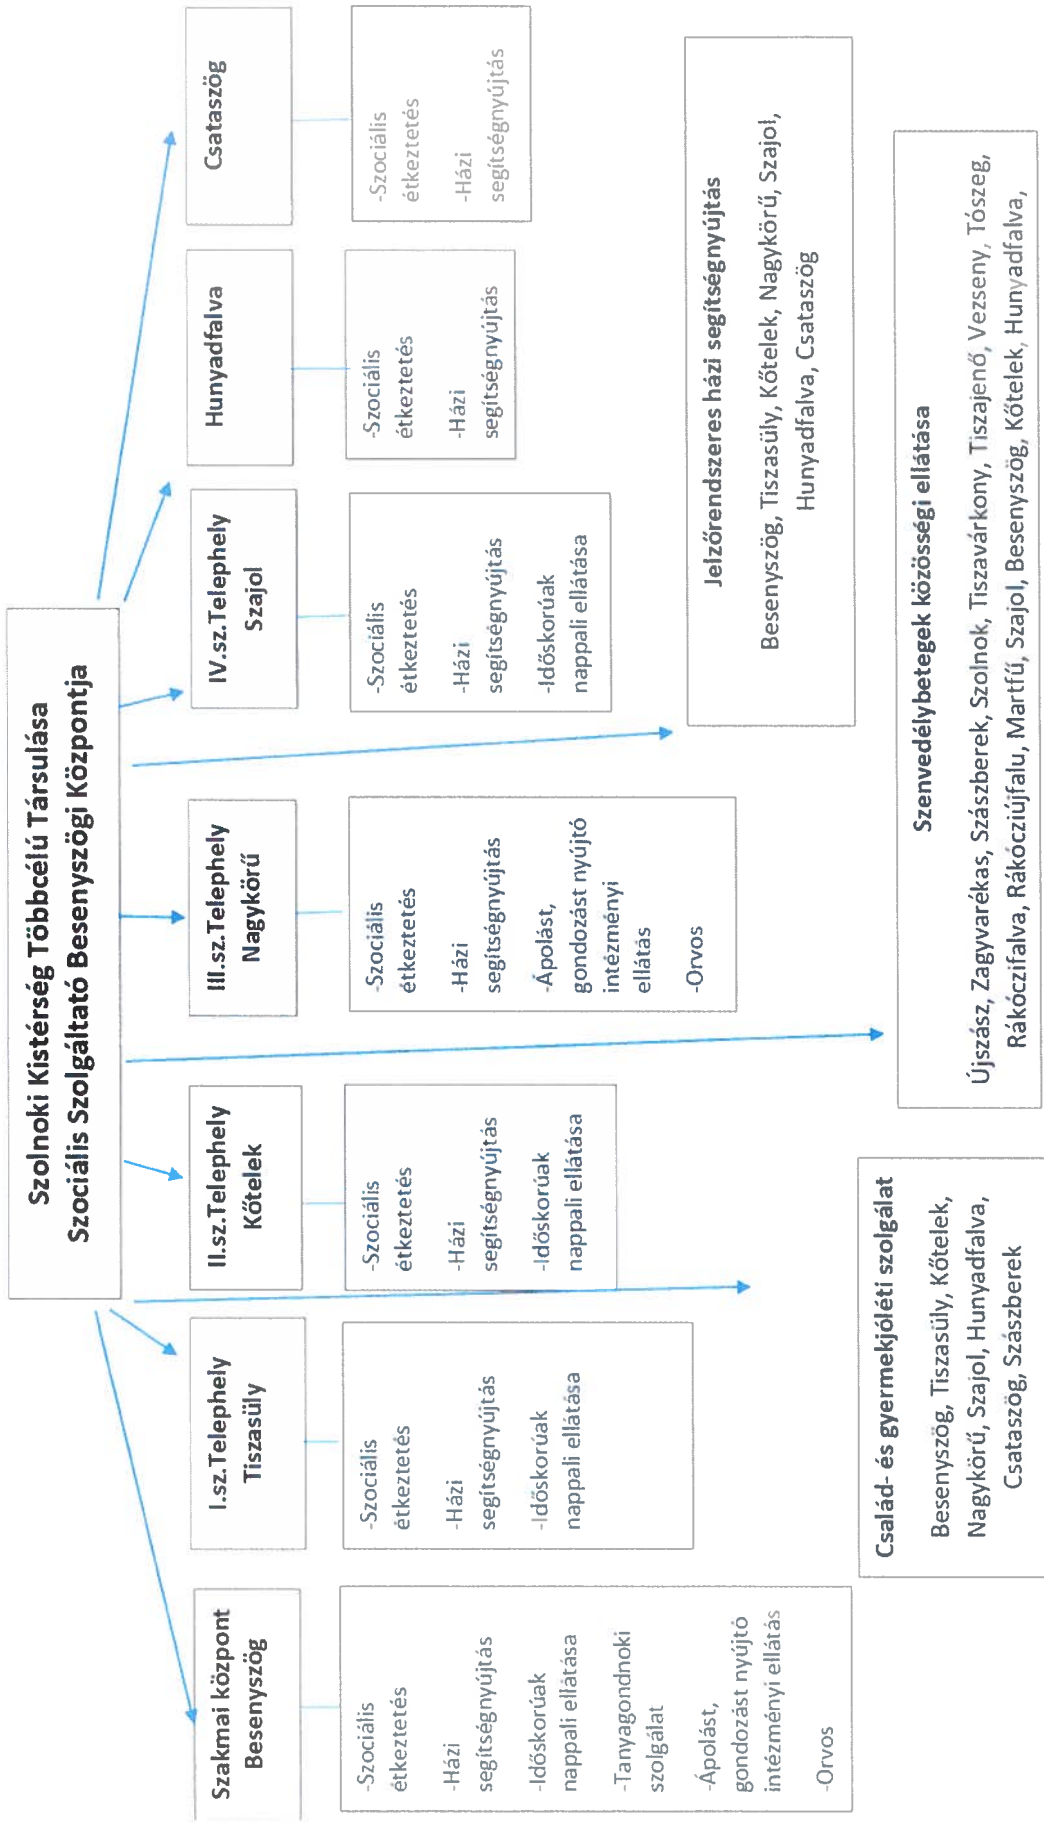 Szolnoki Kistérség Többcélú Társulása
Szociális Szolgáltató Besenyszögi Központja
Szakmai központ
Besenyszög
-Szociális
étkeztetés
-Házi
segítségnyújtás
-Időskorúak
nappali ellátása
-Tanyagondnoki
szolgálat
-Ápolást,
gondozást nyújtó
intézményi ellátás
-Orvos
I.sz.Telephely
Tiszasüly
-Szociális
étkeztetés
-Házi
segítségnyújtás
-Időskorúak
nappali ellátása
II.sz.Telephely
Kőtelek
-Szociális
étkeztetés
-Házi
segítségnyújtás
-Időskorúak
nappali ellátása
III.sz.Telephely
Nagykörű
-Szociális
étkeztetés
-Házi
segítségnyújtás
-Ápolást,
gondozást nyújtó
intézményi
ellátás
-Orvos
IV.sz.Telephely
Szajol
-Szociális
étkeztetés
-Házi
segítségnyújtás
-Időskorúak
nappali ellátása
Hunyadfalva
-Szociális
étkeztetés
-Házi
segítségnyújtás
Csataszög
-Szociális
étkeztetés
-Házi
segítségnyújtás
Jelzőrendszeres házi segítségnyújtás
Besenyszög, Tiszasüly, Kőtelek, Nagykörű, Szajol,
Hunyadfalva, Csataszög
Család- és gyermekjóléti szolgálat
Besenyszög, Tiszasüly, Kőtelek,
Nagykörű, Szajol, Hunyadfalva,
Csataszög, Szászberek
Szenvedélybetegek közösségi ellátása
Újszász, Zagyvarékas, Szászberek, Szolnok, Tiszavárkony, Tiszajenő, Vezseny, Tószeg,
Rákóczifalva, Rákócziújfalu, Martfű, Szajol, Besenyszög, Kőtelek, Hunyadfalva,